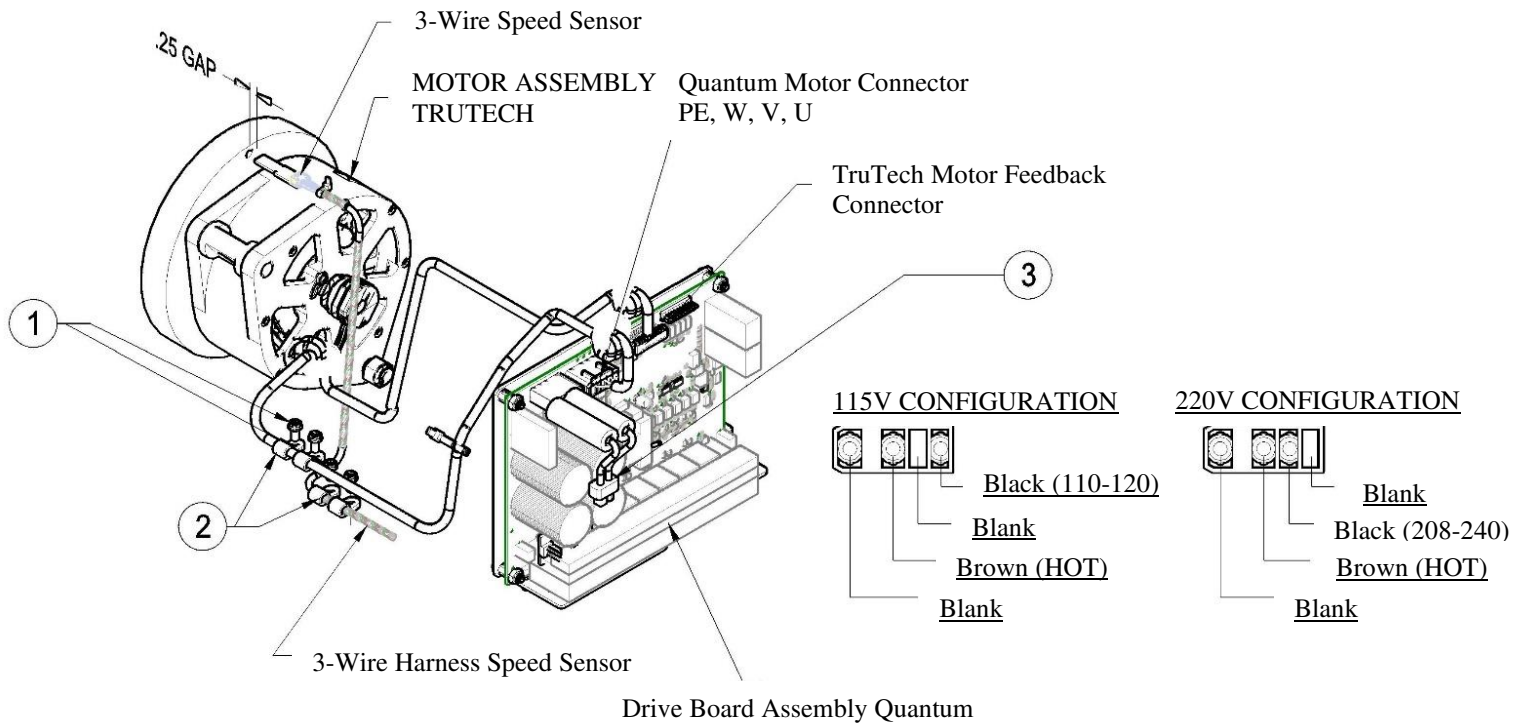 3-Wire Speed Sensor
.25 GAP
MOTOR ASSEMBLY
TRUTECH
Quantum Motor Connector
PE, W, V, U
TruTech Motor Feedback
Connector
3
1
2
115V CONFIGURATION
Black (110-120)
Blank
Brown (HOT)
Blank
220V CONFIGURATION
Blank
Black (208-240)
Brown (HOT)
Blank
3-Wire Harness Speed Sensor
Drive Board Assembly Quantum